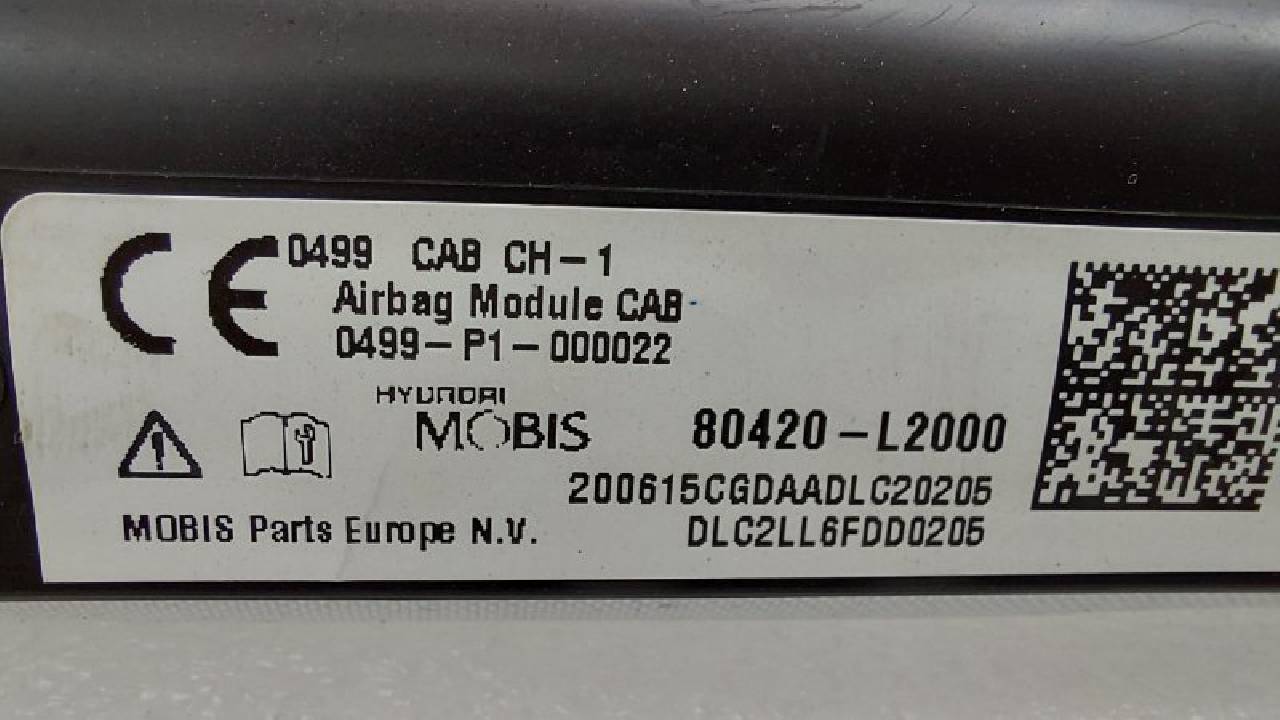 CE 0499 CAB CH-1
Airbag Module CAB
0499-P1-000022
HYUNDAI
MOBIS 80420-L2000
200615CGDAADLC20205
MOBIS Parts Europe N.V. DLC2LL6FDD0205